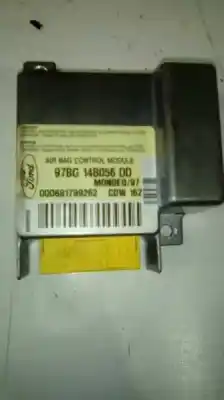 Ford
AIR BAG CONTROL MODULE
97BG 14B056 DD
MONDEO/97
000681799262 CDW 162